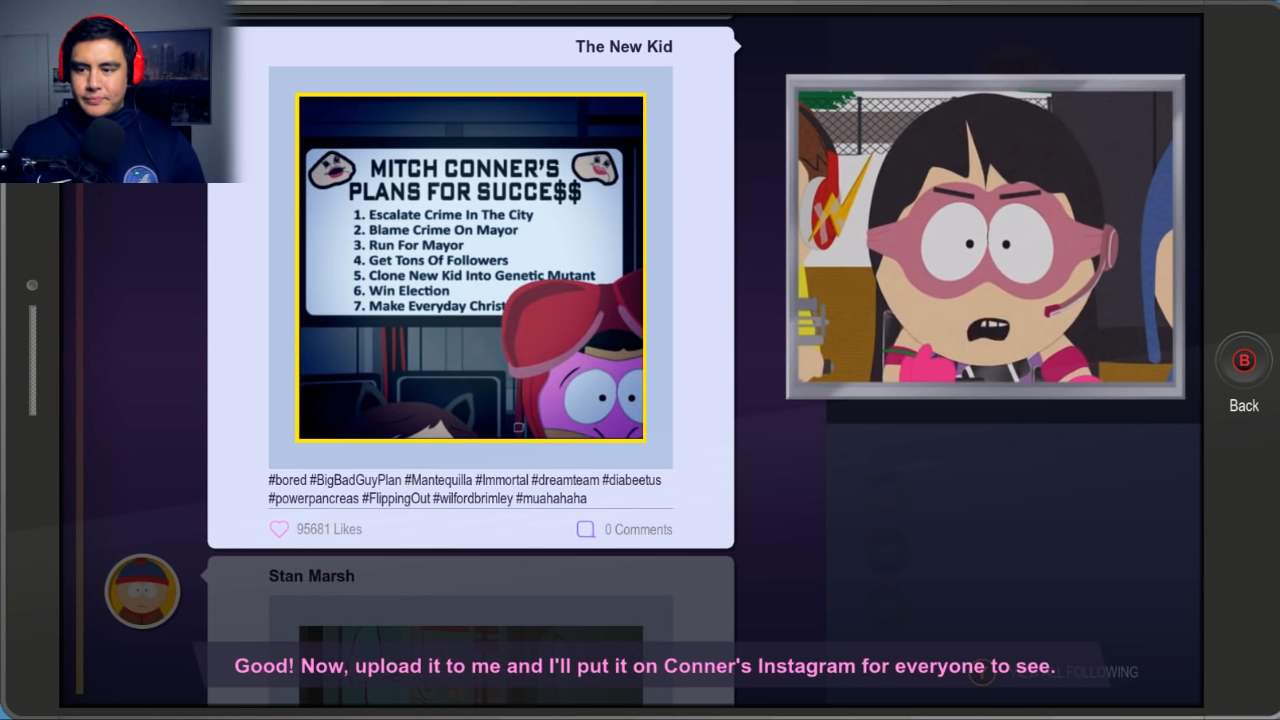 The New Kid
MITCH CONNER'S
PLANS FOR SUCCE$$
1. Escalate Crime In The City
2. Blame Crime On Mayor
3. Run For Mayor
4. Get Tons Of Followers
5. Clone New Kid Into Genetic Mutant
6. Win Election
7. Make Everyday Christ
#bored #BigBadGuyPlan #Mantequilla #Immortal #dreamteam #diabeetus
#powerpancreas #FlippingOut #wilfordbrimley #muahahaha
95681 Likes
0 Comments
B
Back
Stan Marsh
Good! Now, upload it to me and I'll put it on Conner's Instagram for everyone to see.
FOLLOWING